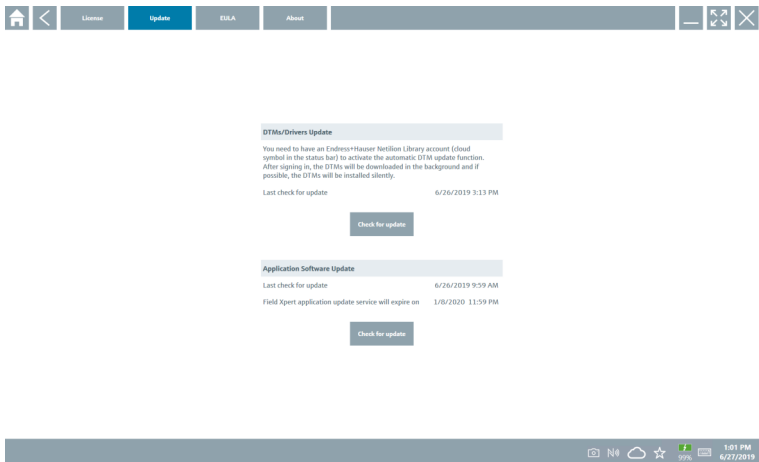 License Update EULA About
DTMs/Drivers Update
You need to have an Endress+Hauser Netilion Library account (cloud
symbol in the status bar) to activate the automatic DTM update function.
After signing in, the DTMs will be downloaded in the background and if
possible, the DTMs will be installed silently.
Last check for update 6/26/2019 3:13 PM
Check for update
Application Software Update
Last check for update 6/26/2019 9:59 AM
Field Xpert application update service will expire on 1/8/2020 11:59 PM
Check for update
99% 1:01 PM
6/27/2019